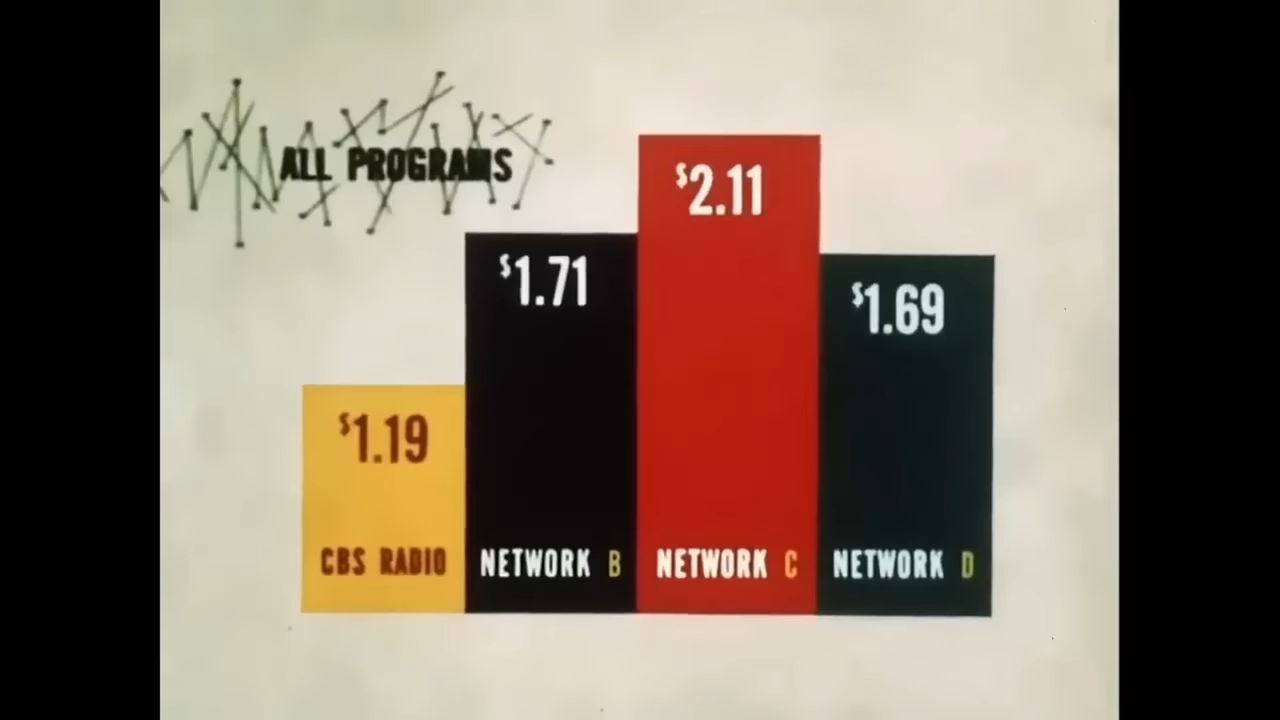 ALL PROGRAMS
$2.11
$1.71
$1.69
$1.19
CBS RADIO
NETWORK B
NETWORK C
NETWORK D